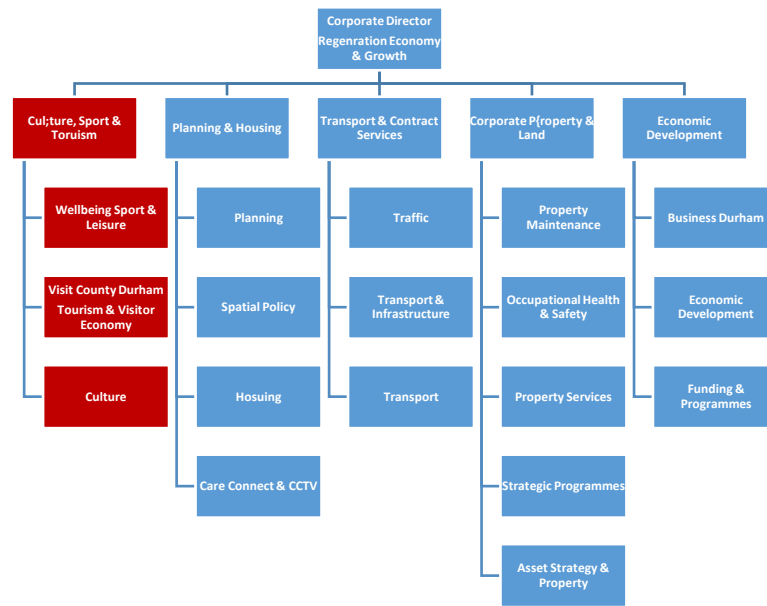 Corporate Director
Regenration Economy
& Growth
Cul;ture, Sport &
Toruism
Planning & Housing
Transport & Contract
Services
Corporate P{roperty &
Land
Economic
Development
Wellbeing Sport &
Leisure
Visit County Durham
Tourism & Visitor
Economy
Culture
Planning
Spatial Policy
Hosuing
Care Connect & CCTV
Traffic
Transport &
Infrastructure
Transport
Property
Maintenance
Occupational Health
& Safety
Property Services
Strategic Programmes
Asset Strategy &
Property
Business Durham
Economic
Development
Funding &
Programmes